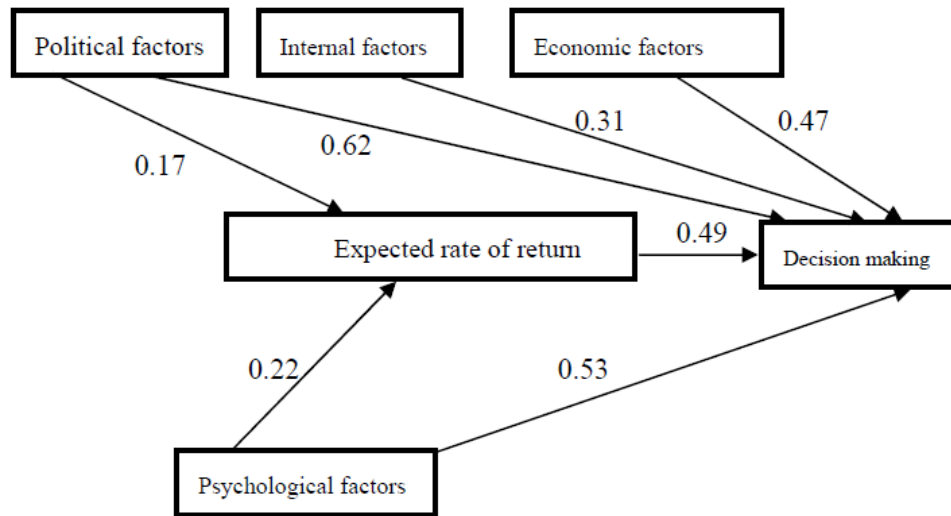 Political factors
Internal factors
Economic factors
0.17
0.62
0.31
0.47
Expected rate of return
0.49
Decision making
0.22
0.53
Psychological factors